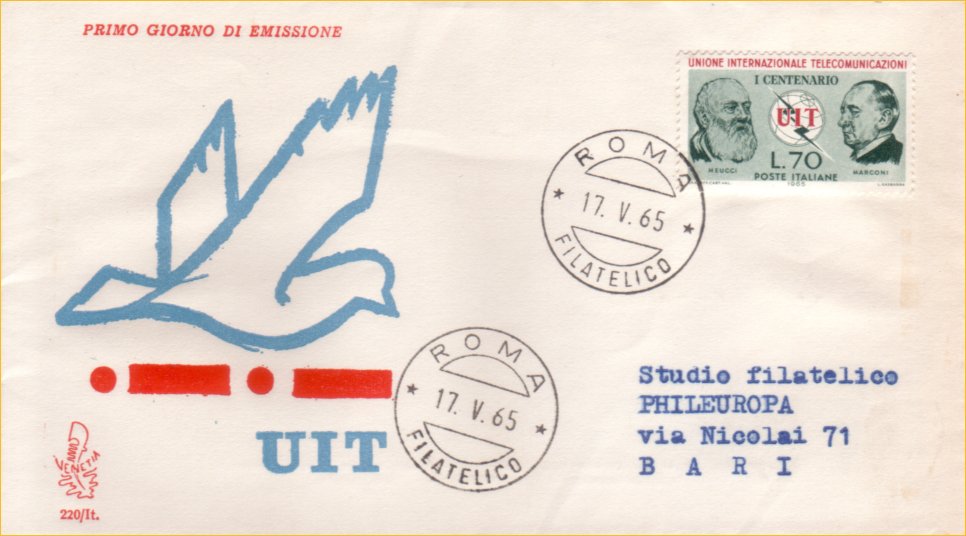 PRIMO GIORNO DI EMISSIONE
UNIONE INTERNAZIONALE TELECOMUNICAZIONI
I CENTENARIO
UIT
L.70
MEUCCI
MARCONI
POSTE ITALIANE
1965
ROMA
17. V. 65
FILATELICO
ROMA
17. V. 65
FILATELICO
UIT
Studio filatelico
PHILEUROPA
via Nicolai 71
B A R I
VENETIA
220/It.